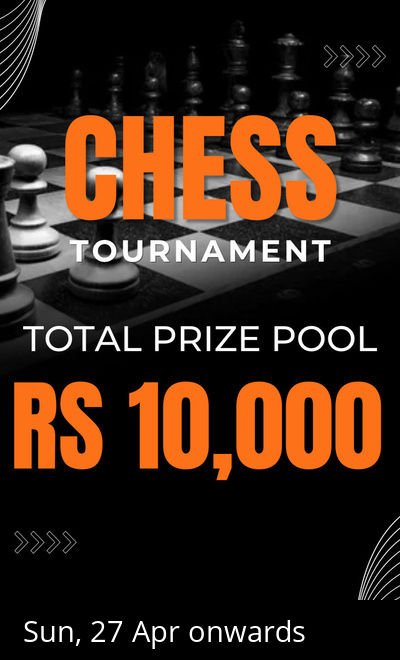 CHESS
TOURNAMENT
TOTAL PRIZE POOL
RS 10,000
Sun, 27 Apr onwards